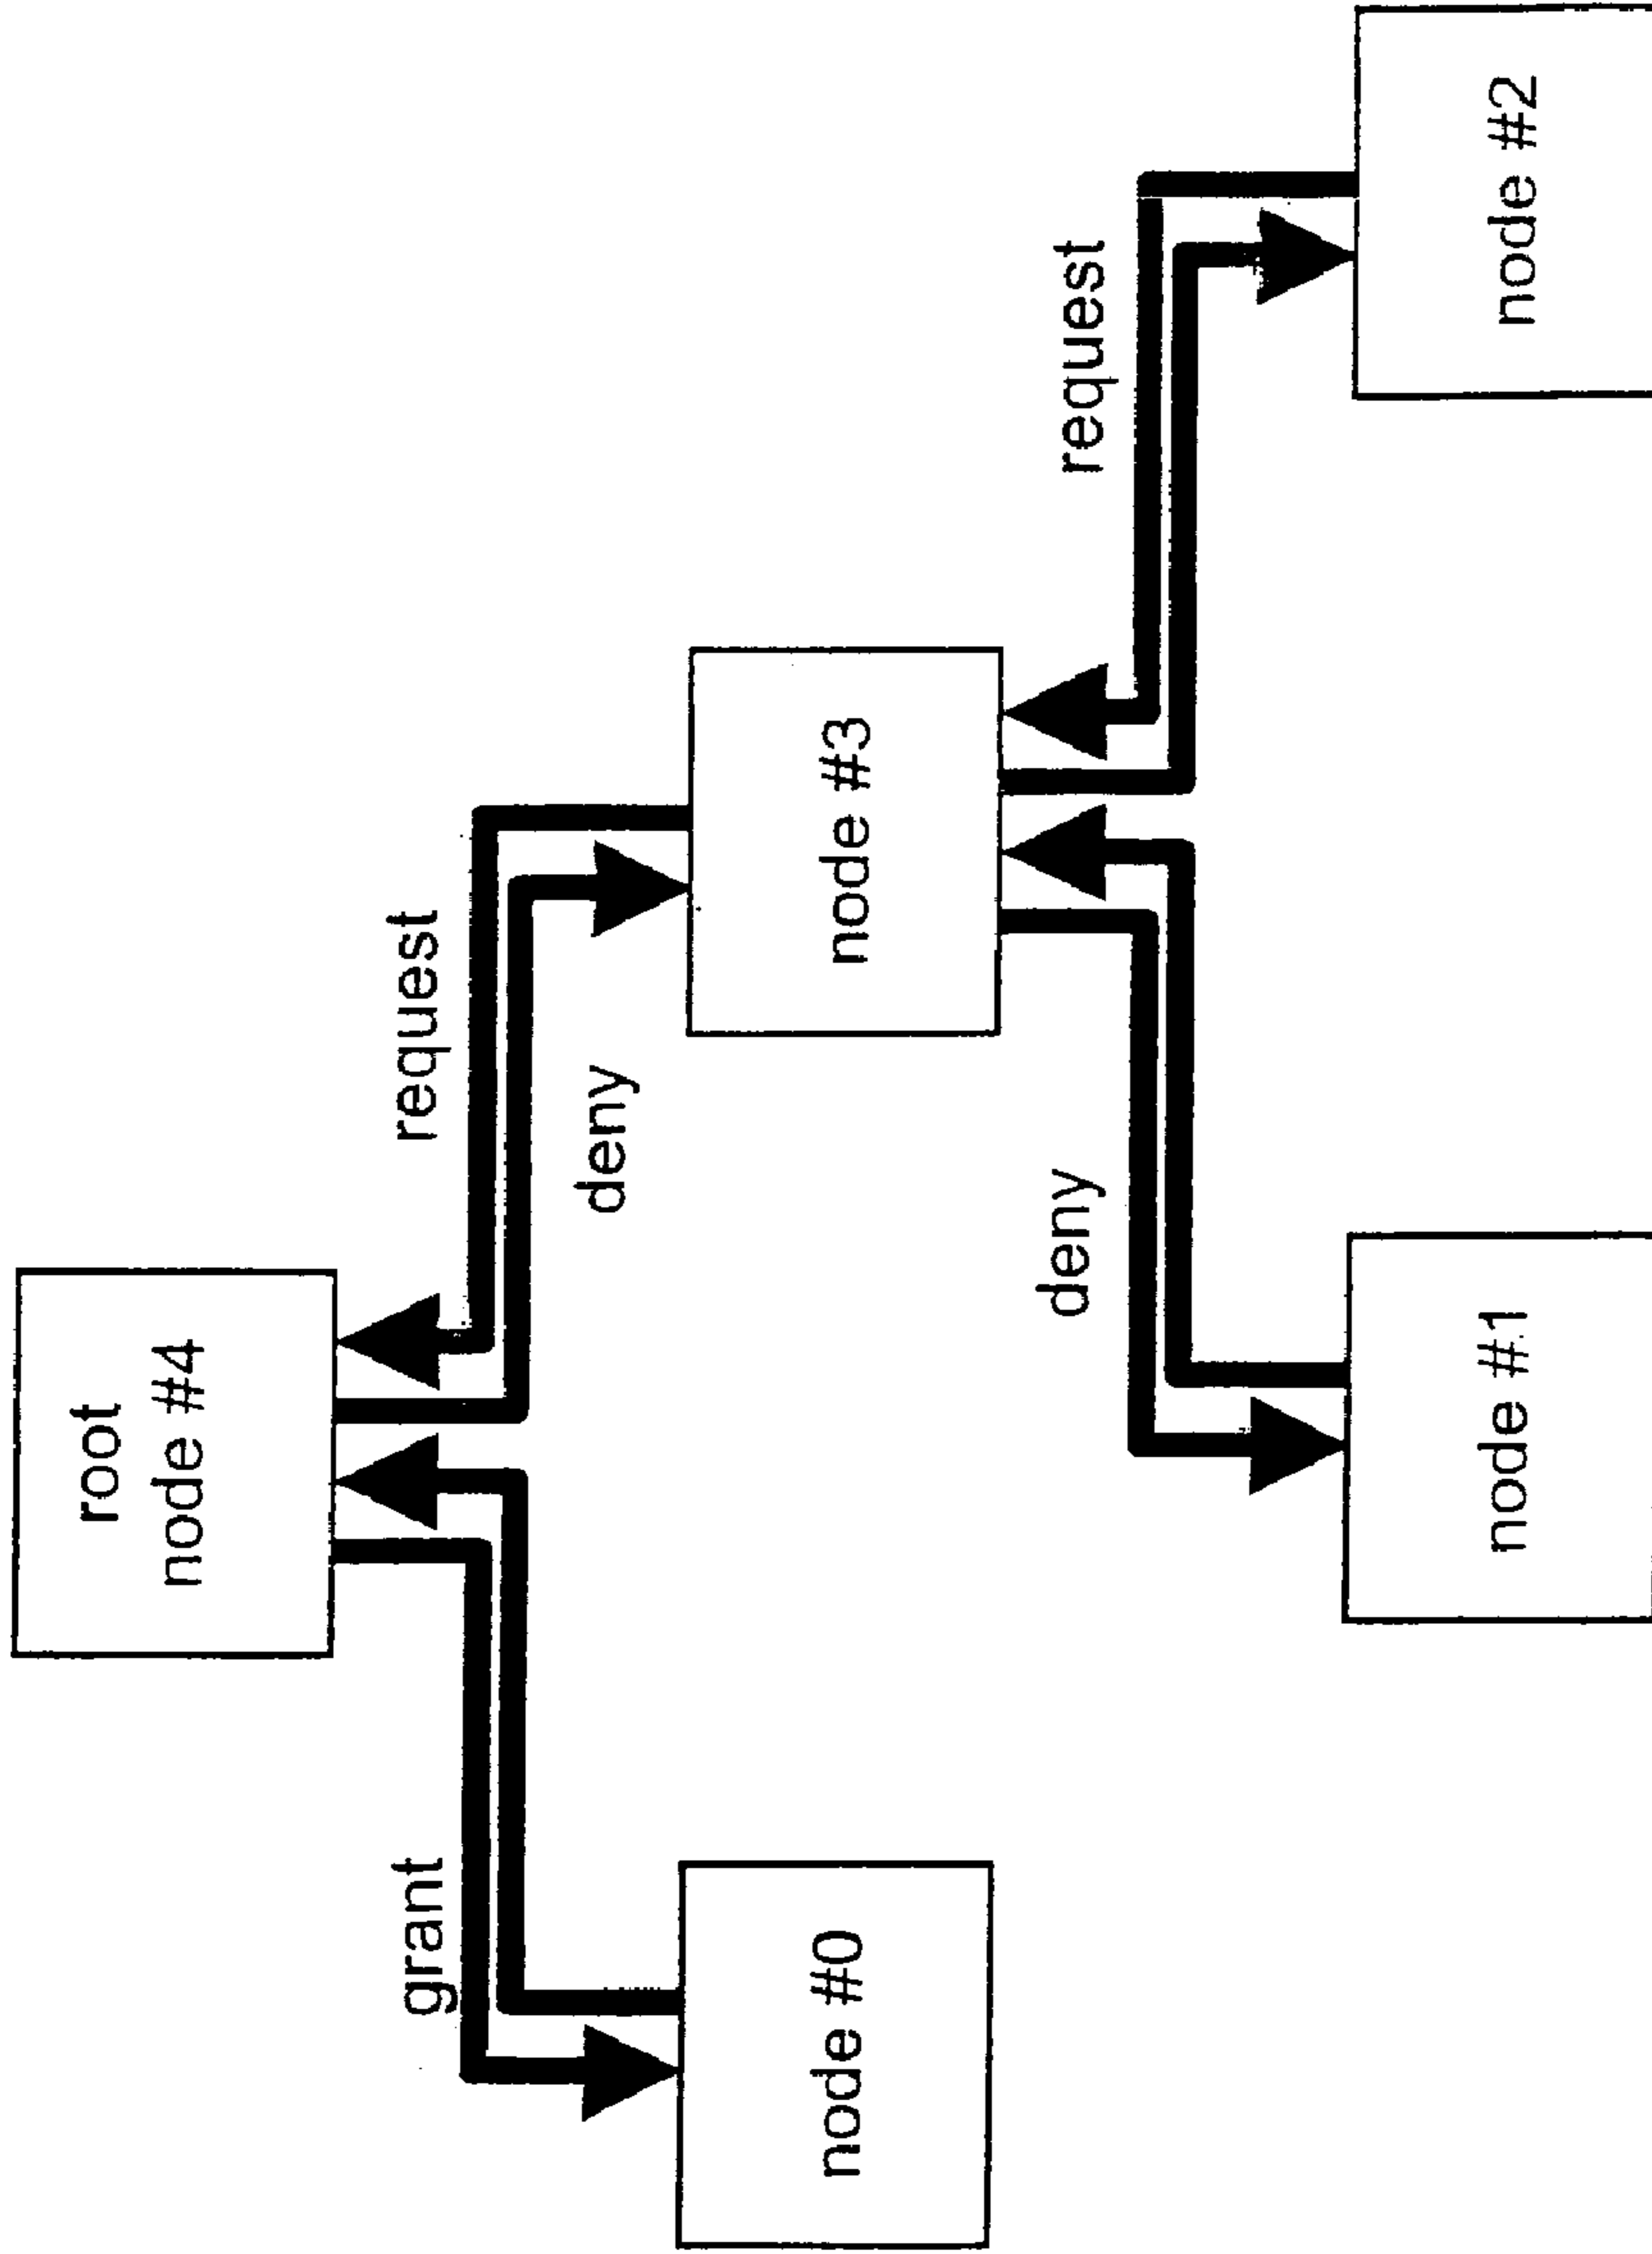 root
node #4
grant
request
deny
node #0
node #3
deny
request
node #1
node #2